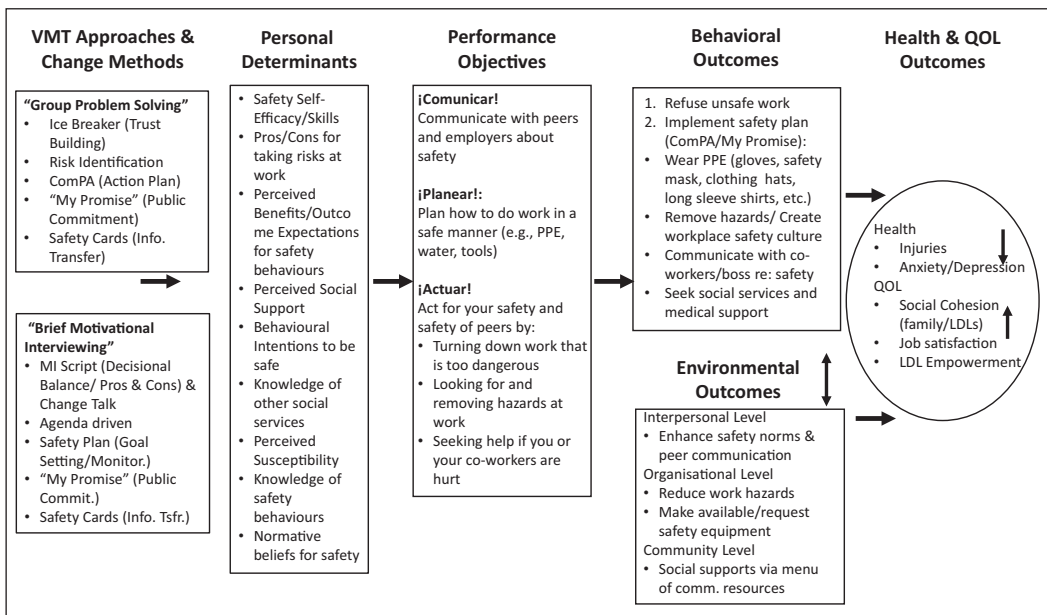 VMT Approaches &
Change Methods
“Group Problem Solving”
• Ice Breaker (Trust
Building)
• Risk Identification
• ComPA (Action Plan)
• “My Promise” (Public
Commitment)
• Safety Cards (Info.
Transfer)
“Brief Motivational
Interviewing”
• MI Script (Decisional
Balance/ Pros & Cons) &
Change Talk
• Agenda driven
• Safety Plan (Goal
Setting/Monitor.)
• “My Promise” (Public
Commit.)
• Safety Cards (Info. Tsfr.)
Personal
Determinants
• Safety Self-
Efficacy/Skills
• Pros/Cons for
taking risks at
work
• Perceived
Benefits/Outco
me Expectations
for safety
behaviours
• Perceived Social
Support
• Behavioural
Intentions to be
safe
• Knowledge of
other social
services
• Perceived
Susceptibility
• Knowledge of
safety
behaviours
• Normative
beliefs for safety
Performance
Objectives
¡Comunicar!
Communicate with peers
and employers about
safety
¡Planear!:
Plan how to do work in a
safe manner (e.g., PPE,
water, tools)
¡Actuar!
Act for your safety and
safety of peers by:
• Turning down work that
is too dangerous
• Looking for and
removing hazards at
work
• Seeking help if you or
your co-workers are
hurt
Behavioral
Outcomes
1. Refuse unsafe work
2. Implement safety plan
(ComPA/My Promise):
• Wear PPE (gloves, safety
mask, clothing hats,
long sleeve shirts, etc.)
• Remove hazards/ Create
workplace safety culture
• Communicate with co-
workers/boss re: safety
• Seek social services and
medical support
Environmental
Outcomes
Interpersonal Level
• Enhance safety norms &
peer communication
Organisational Level
• Reduce work hazards
• Make available/request
safety equipment
Community Level
• Social supports via menu
of comm. resources
Health & QOL
Outcomes
Health
• Injuries
• Anxiety/Depression
QOL
• Social Cohesion
(family/LDLs)
• Job satisfaction
• LDL Empowerment